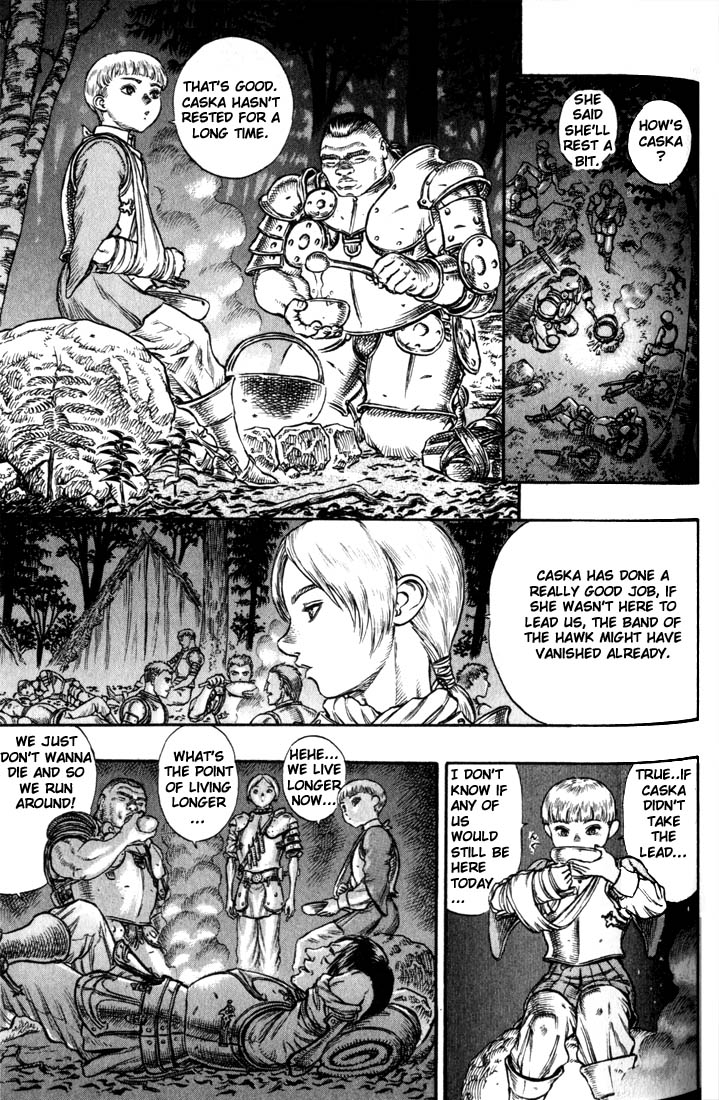 HOW'S
CASKA
?
SHE
SAID
SHE'LL
REST A
BIT.
THAT'S GOOD.
CASKA HASN'T
RESTED FOR A
LONG TIME.
CASKA HAS DONE A
REALLY GOOD JOB, IF
SHE WASN'T HERE TO
LEAD US, THE BAND OF
THE HAWK MIGHT HAVE
VANISHED ALREADY.
TRUE..IF
CASKA
DIDN'T
TAKE
THE
LEAD...
I DON'T
KNOW IF
ANY OF
US
WOULD
STILL BE
HERE
TODAY
...
HEHE...
WE LIVE
LONGER
NOW...
WHAT'S
THE POINT
OF LIVING
LONGER
...
WE JUST
DON'T WANNA
DIE AND SO
WE RUN
AROUND!